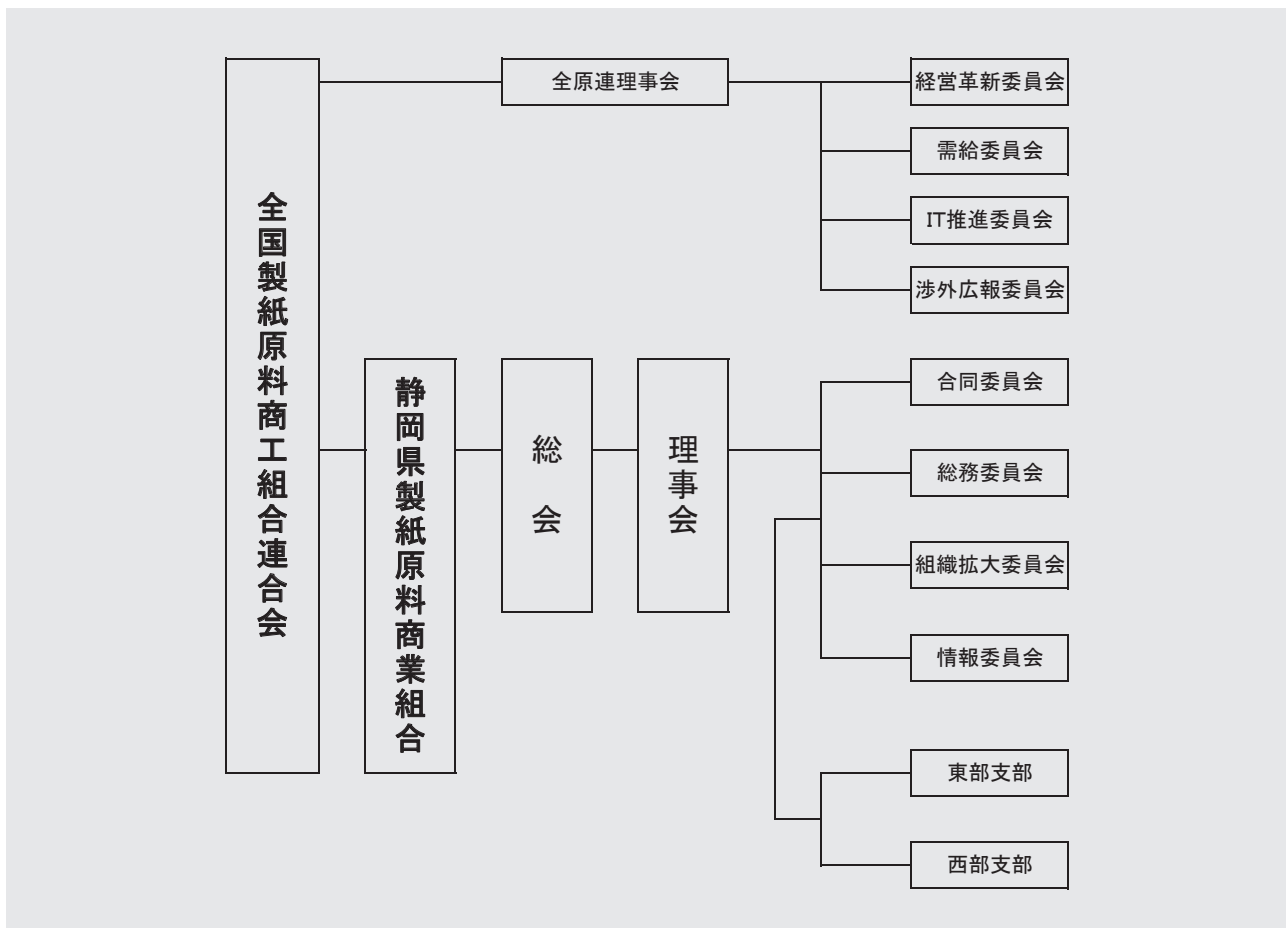 全国製紙原料商工組合連合会
全原連理事会
経営革新委員会
需給委員会
IT推進委員会
渉外広報委員会
静岡県製紙原料商業組合
総会
理事会
合同委員会
総務委員会
組織拡大委員会
情報委員会
東部支部
西部支部